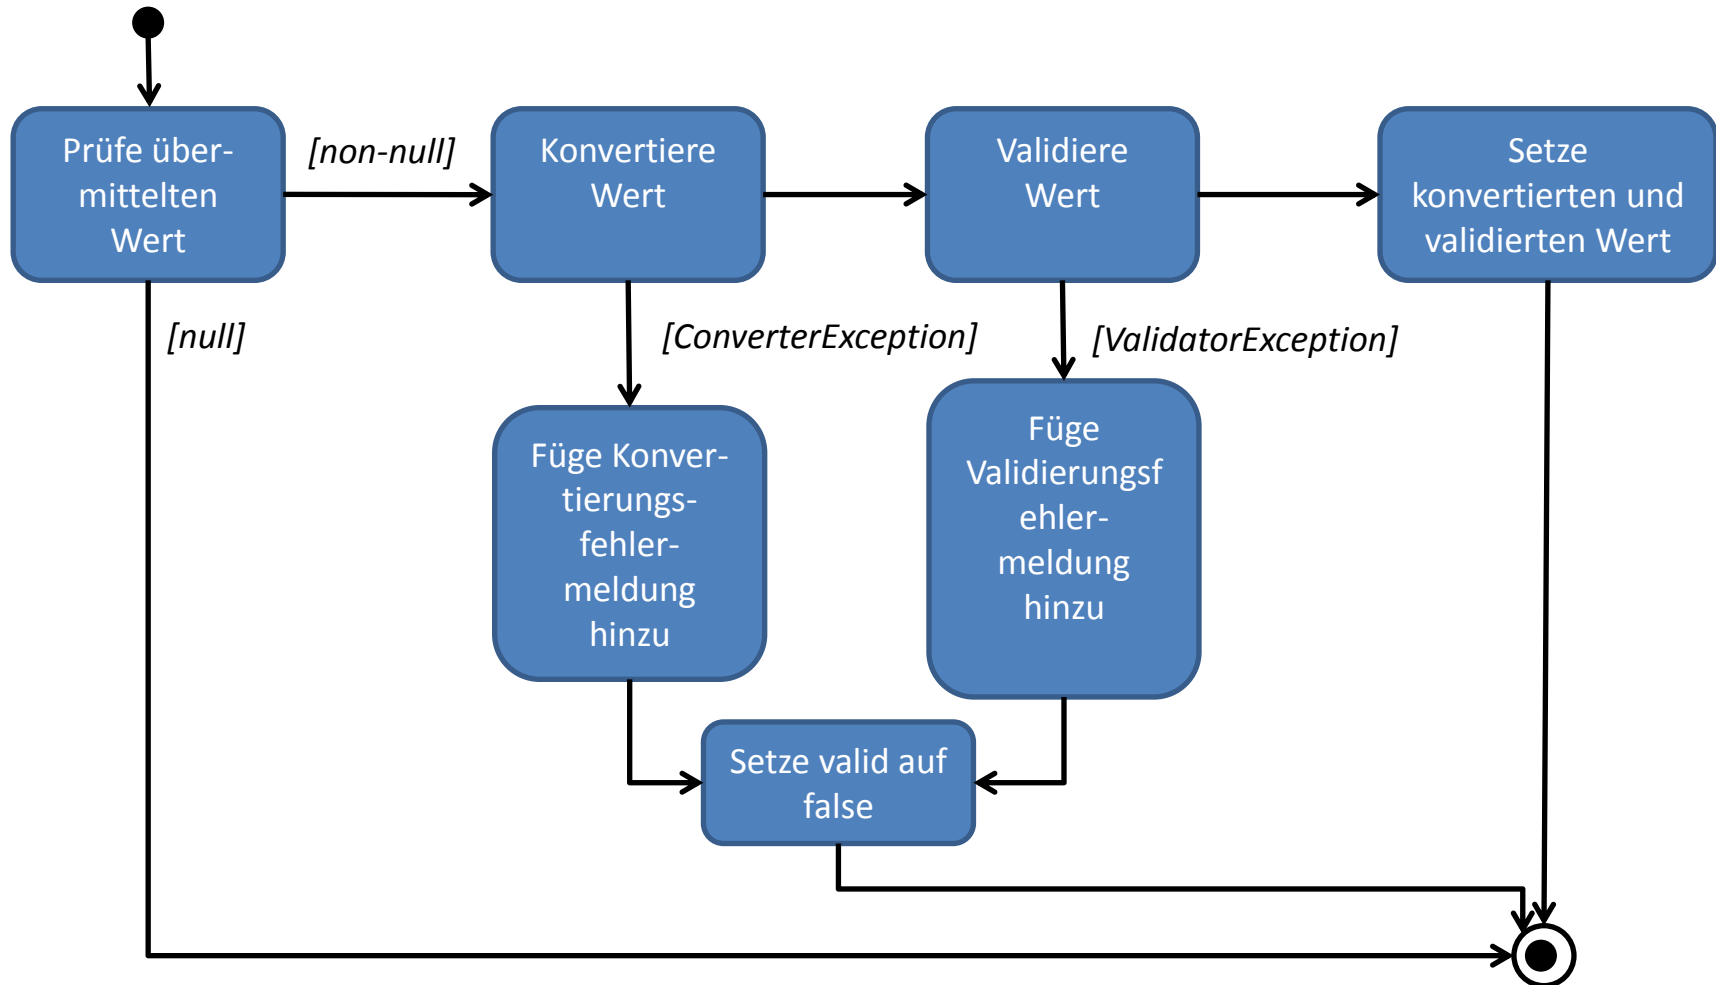 Prüfe über-
mittelten
Wert
[non-null]
Konvertiere
Wert
Validiere
Wert
Setze
konvertierten und
validierten Wert
[null]
[ConverterException]
[ValidatorException]
Füge Konver-
tierungs-
fehler-
meldung
hinzu
Füge
Validierungsf
ehler-
meldung
hinzu
Setze valid auf
false